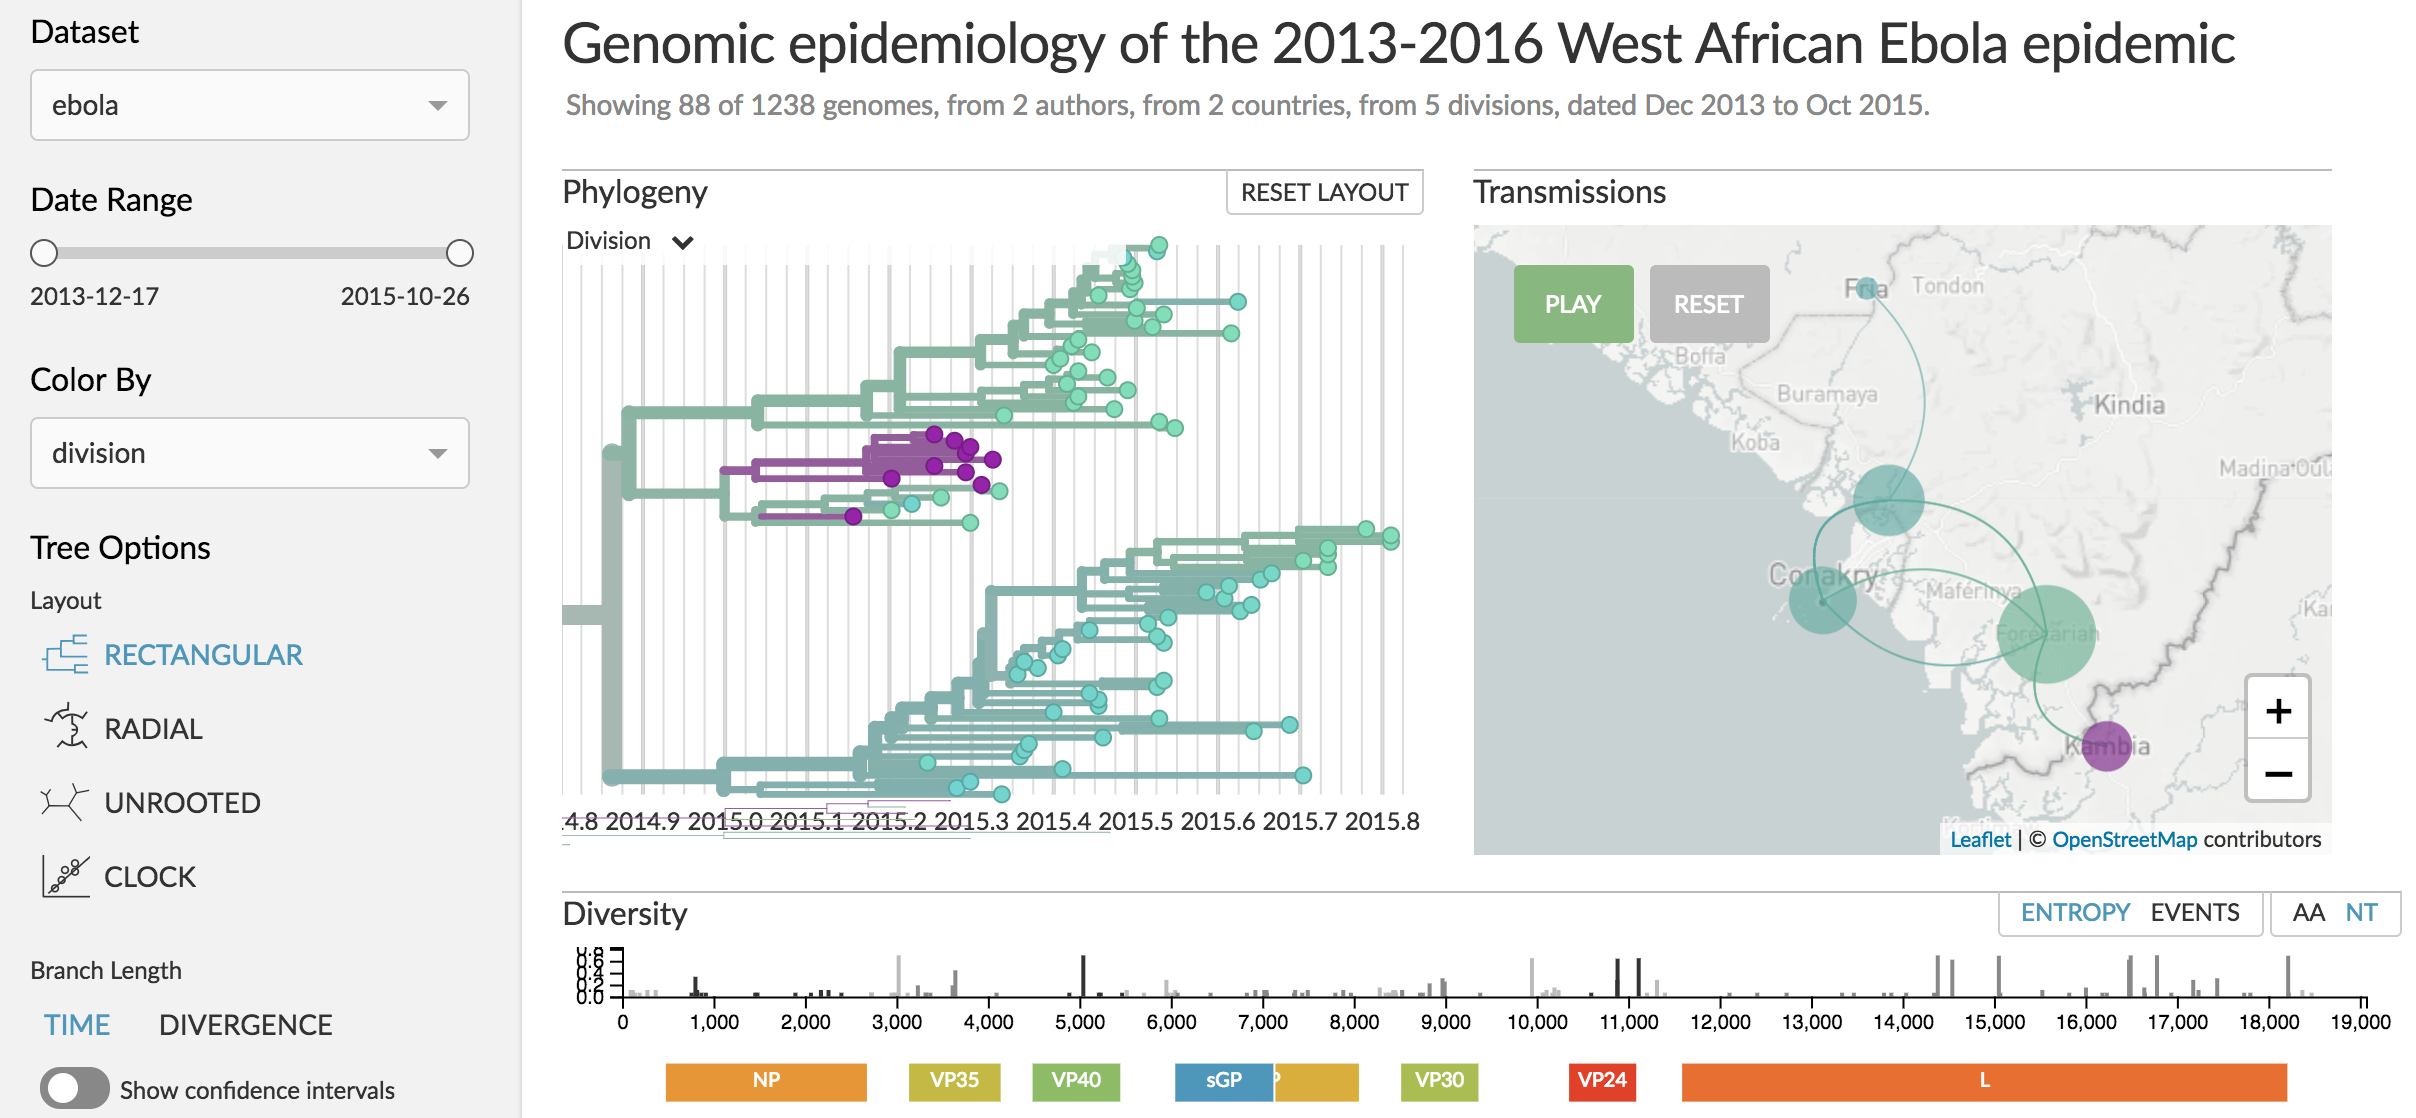 Dataset
ebola
Date Range
2013-12-17 2015-10-26
Color By
division
Tree Options
Layout
RECTANGULAR
RADIAL
UNROOTED
CLOCK
Branch Length
TIME DIVERGENCE
Show confidence intervals
Genomic epidemiology of the 2013-2016 West African Ebola epidemic
Showing 88 of 1238 genomes, from 2 authors, from 2 countries, from 5 divisions, dated Dec 2013 to Oct 2015.
Phylogeny
RESET LAYOUT
Division
4.8 2014.9 2015.0 2015.1 2015.2 2015.3 2015.4 2015.5 2015.6 2015.7 2015.8
Transmissions
PLAY RESET
Fria
Tondon
Boffa
Buramaya
Kindia
Koba
Madina Oul
Conakry
Maferinya
Forecariah
Ka
Kambia
+
−
Leaflet | © OpenStreetMap contributors
Diversity
ENTROPY EVENTS AA NT
0.6
0.4
0.2
0.0
0 1,000 2,000 3,000 4,000 5,000 6,000 7,000 8,000 9,000 10,000 11,000 12,000 13,000 14,000 15,000 16,000 17,000 18,000 19,000
NP VP35 VP40 sGP P VP30 VP24 L